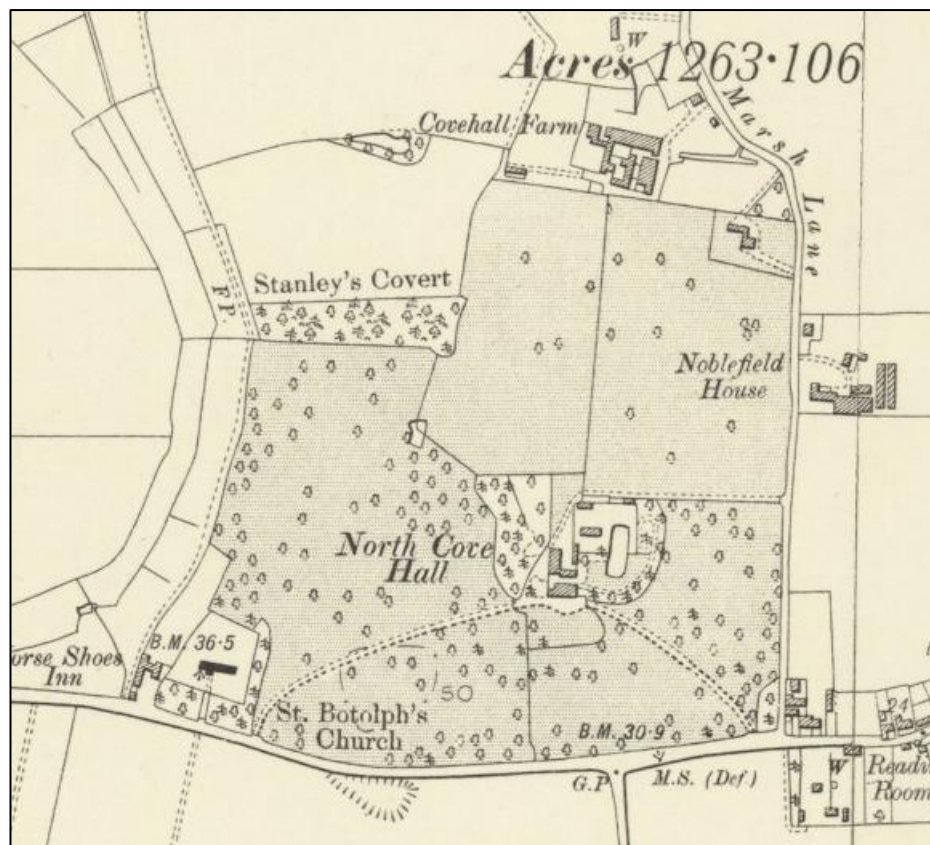 W
Acres 1263·106
Marsh Lane
Covehall Farm
Stanley's Covert
F.P.
Noblefield
House
North Cove
Hall
B.M. 36·5
orse Shoes
Inn
50
St. Botolph's
Church
B.M. 30·9
24
G.P.
M.S. (Def)
W
Readi
Room